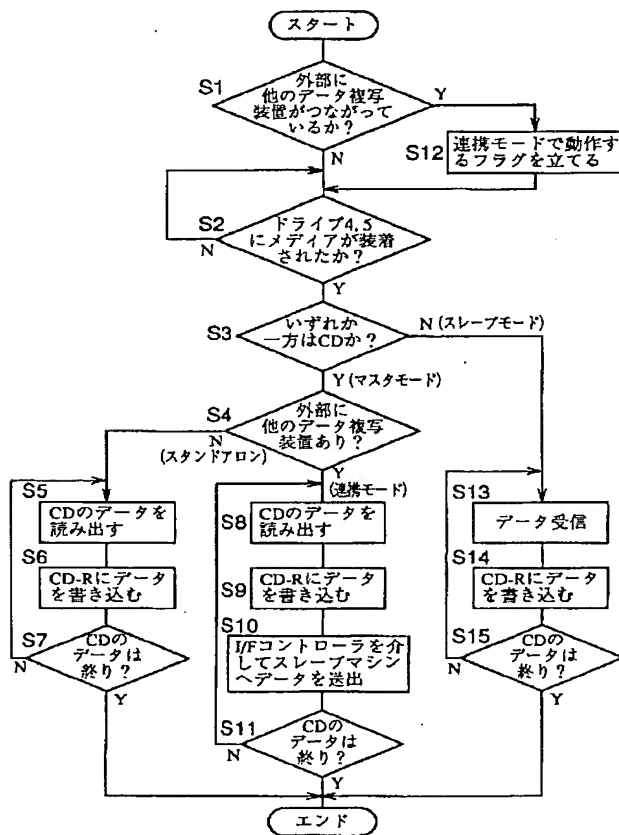 スタート
S1
外部に
他のデータ複写
装置がつながって
いるか？
Y
N
S12
連携モードで動作す
るフラグを立てる
S2
ドライブ4,5
にメディアが装着
されたか？
N
Y
S3
いずれか
一方はCDか？
N(スレーブモード)
Y(マスタモード)
S4
外部に
他のデータ複写
装置あり？
N
(スタンドアロン)
Y
(連携モード)
S5
CDのデータを
読み出す
S6
CD-Rにデータ
を書き込む
S7
CDの
データは
終り？
N
Y
S8
CDのデータを
読み出す
S9
CD-Rにデータ
を書き込む
S10
I/Fコントローラを介
してスレーブマシン
へデータを送出
S11
CDの
データは
終り？
N
Y
S13
データ受信
S14
CD-Rにデータ
を書き込む
S15
CDの
データは
終り？
N
Y
エンド